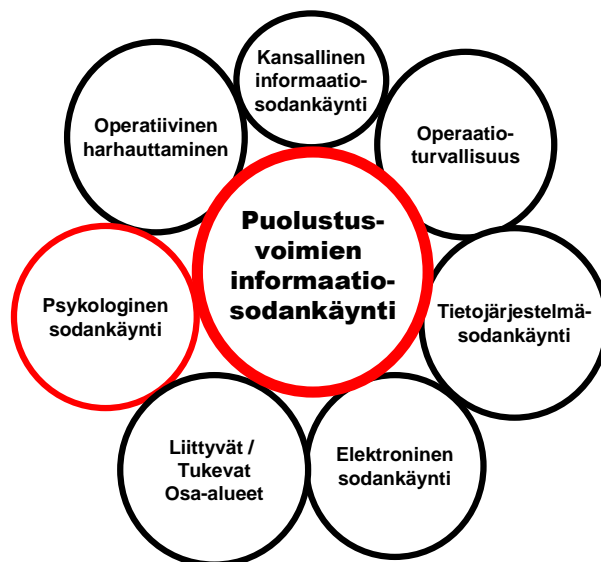 Kansallinen
informaatio-
sodankäynti
Operatiivinen
harhauttaminen
Operaatio-
turvallisuus
Puolustus-
voimien
informaatio-
sodankäynti
Psykologinen
sodankäynti
Tietojärjestelmä-
sodankäynti
Liittyvät /
Tukevat
Osa-alueet
Elektroninen
sodankäynti